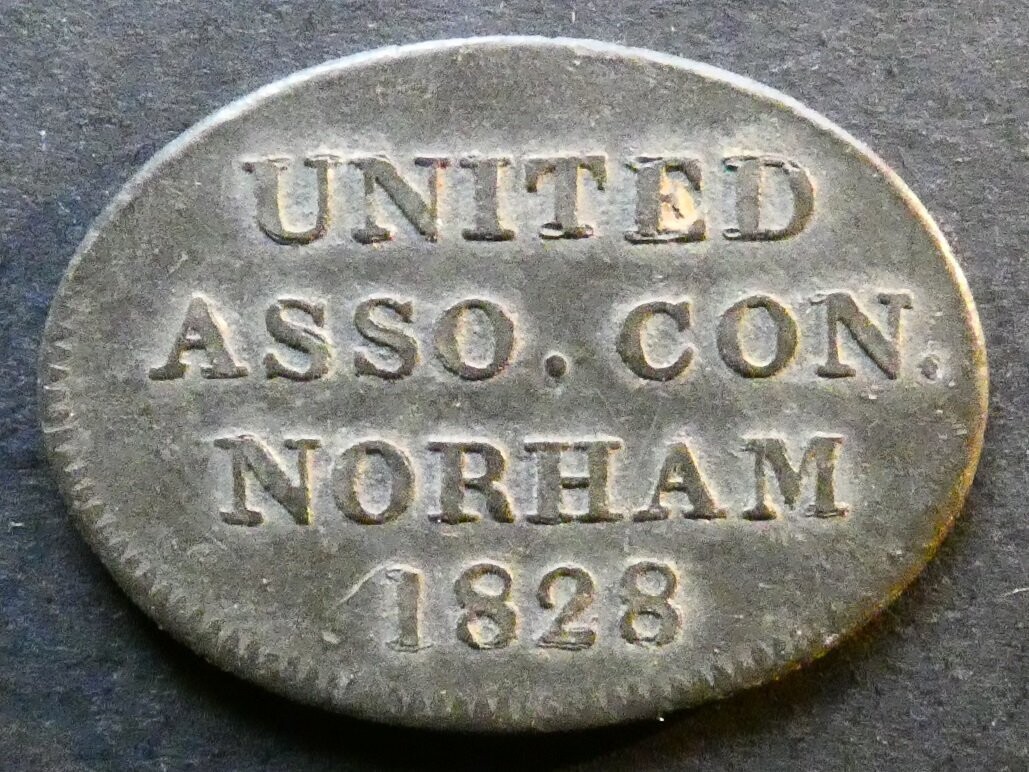 UNITED
ASSO. CON.
NORHAM
1828